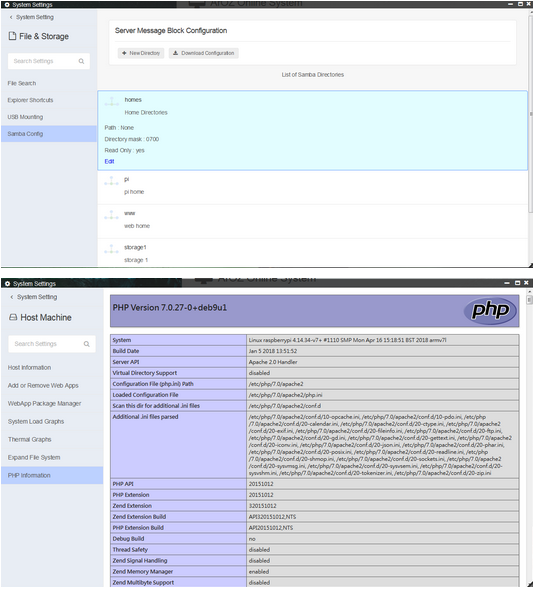 System Settings
ArOZ Online System
System Setting
File & Storage
Search Settings
File Search
Explorer Shortcuts
USB Mounting
Samba Config
Server Message Block Configuration
New Directory
Download Configuration
List of Samba Directories
homes
Home Directories
Path : None
Directory mask : 0700
Read Only : yes
Edit
pi
pi home
www
web home
storage1
storage 1
System Settings
ArOZ Online System
System Setting
Host Machine
Search Settings
Host Information
Add or Remove Web Apps
WebApp Package Manager
System Load Graphs
Thermal Graphs
Expand File System
PHP Information
PHP Version 7.0.27-0+deb9u1
php
System Linux raspberrypi 4.14.34-v7+ #1110 SMP Mon Apr 16 15:18:51 BST 2018 armv7l
Build Date Jan 5 2018 13:51:52
Server API Apache 2.0 Handler
Virtual Directory Support disabled
Configuration File (php.ini) Path /etc/php/7.0/apache2
Loaded Configuration File /etc/php/7.0/apache2/php.ini
Scan this dir for additional .ini files /etc/php/7.0/apache2/conf.d
Additional .ini files parsed /etc/php/7.0/apache2/conf.d/10-opcache.ini, /etc/php/7.0/apache2/conf.d/10-pdo.ini, /etc/php
/7.0/apache2/conf.d/20-calendar.ini, /etc/php/7.0/apache2/conf.d/20-ctype.ini, /etc/php/7.0/apache2
/conf.d/20-exif.ini, /etc/php/7.0/apache2/conf.d/20-fileinfo.ini, /etc/php/7.0/apache2/conf.d/20-ftp.ini,
/etc/php/7.0/apache2/conf.d/20-gd.ini, /etc/php/7.0/apache2/conf.d/20-gettext.ini, /etc/php/7.0/apache2
/conf.d/20-iconv.ini, /etc/php/7.0/apache2/conf.d/20-json.ini, /etc/php/7.0/apache2/conf.d/20-phar.ini,
/etc/php/7.0/apache2/conf.d/20-posix.ini, /etc/php/7.0/apache2/conf.d/20-readline.ini, /etc/php
/7.0/apache2/conf.d/20-shmop.ini, /etc/php/7.0/apache2/conf.d/20-sockets.ini, /etc/php/7.0/apache2
/conf.d/20-sysvmsg.ini, /etc/php/7.0/apache2/conf.d/20-sysvsem.ini, /etc/php/7.0/apache2/conf.d/20-
sysvshm.ini, /etc/php/7.0/apache2/conf.d/20-tokenizer.ini, /etc/php/7.0/apache2/conf.d/20-zip.ini
PHP API 20151012
PHP Extension 20151012
Zend Extension 320151012
Zend Extension Build API320151012,NTS
PHP Extension Build API20151012,NTS
Debug Build no
Thread Safety disabled
Zend Signal Handling disabled
Zend Memory Manager enabled
Zend Multibyte Support disabled